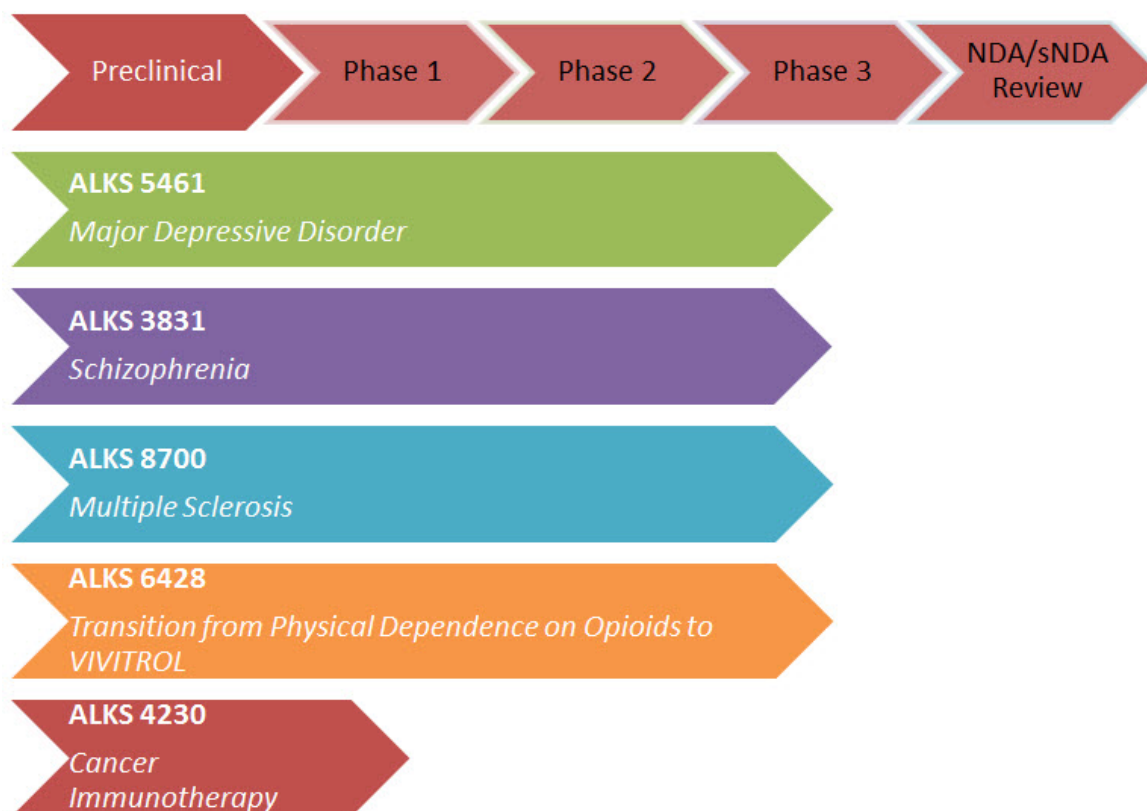 Preclinical
Phase 1
Phase 2
Phase 3
NDA/sNDA
Review
ALKS 5461
Major Depressive Disorder
ALKS 3831
Schizophrenia
ALKS 8700
Multiple Sclerosis
ALKS 6428
Transition from Physical Dependence on Opioids to
VIVITROL
ALKS 4230
Cancer
Immunotherapy